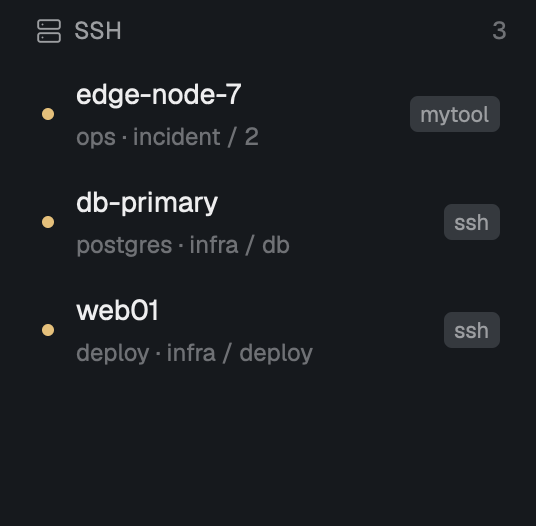 SSH 3
edge-node-7
mytool
ops · incident / 2
db-primary
ssh
postgres · infra / db
web01
ssh
deploy · infra / deploy